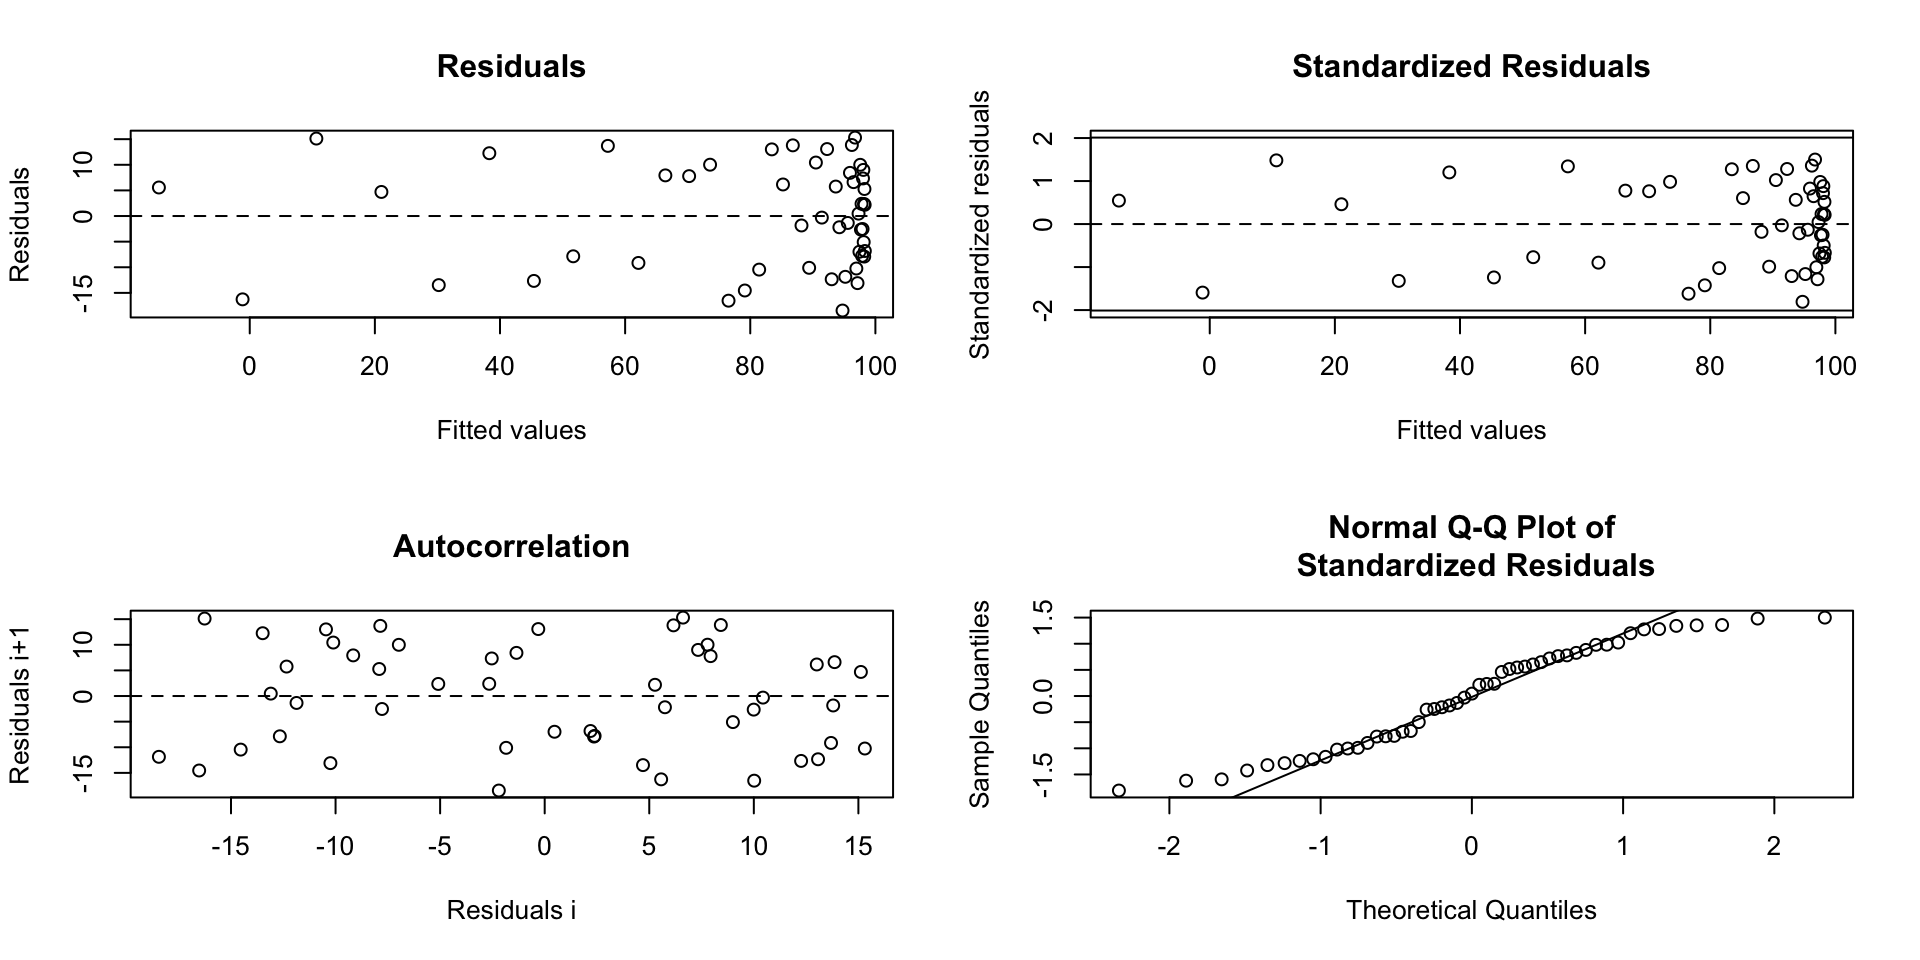 Residuals
Residuals
10
0
-15
0 20 40 60 80 100
Fitted values
Standardized Residuals
Standardized residuals
2
1
0
-2
0 20 40 60 80 100
Fitted values
Autocorrelation
Residuals i+1
10
0
-15
-15 -10 -5 0 5 10 15
Residuals i
Normal Q-Q Plot of
Standardized Residuals
Sample Quantiles
1.5
0.0
-1.5
-2 -1 0 1 2
Theoretical Quantiles